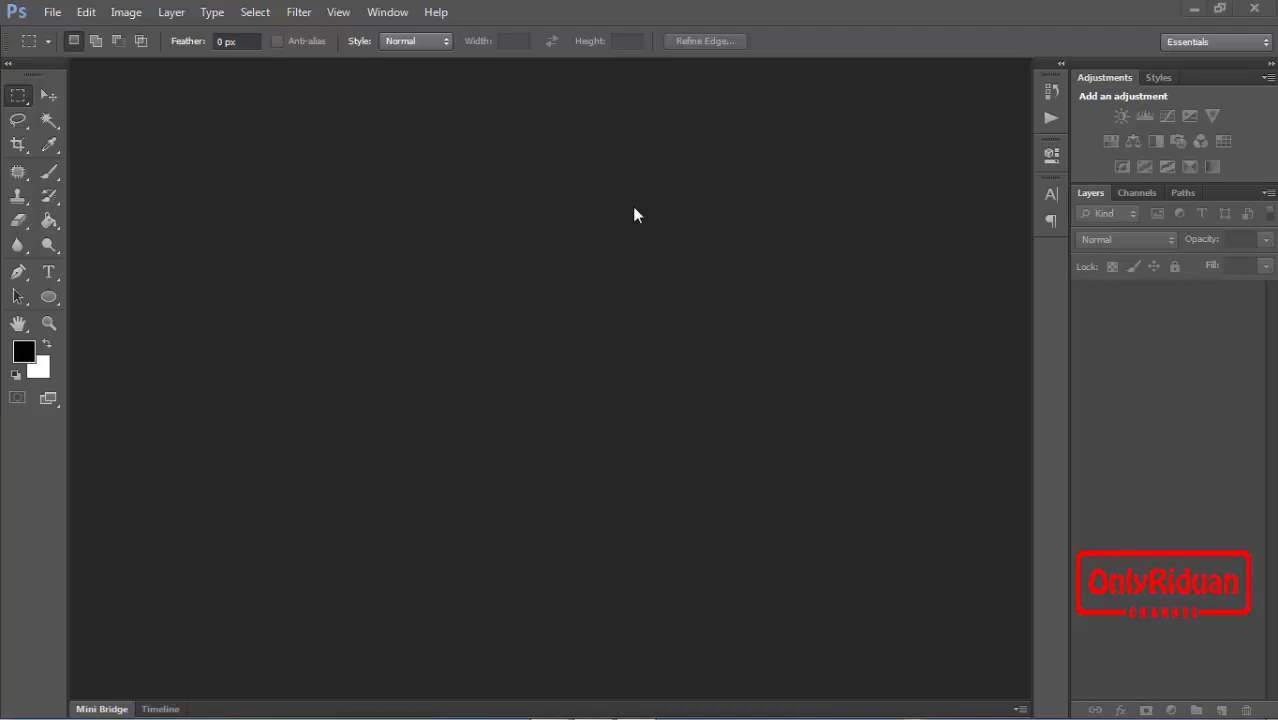 Ps File Edit Image Layer Type Select Filter View Window Help
Feather: 0 px Anti-alias Style: Normal Width: Height: Refine Edge... Essentials
Adjustments Styles
Add an adjustment
Layers Channels Paths
Kind
Normal Opacity:
Lock: Fill:
OnlyRiduan
CHANNEL
Mini Bridge Timeline